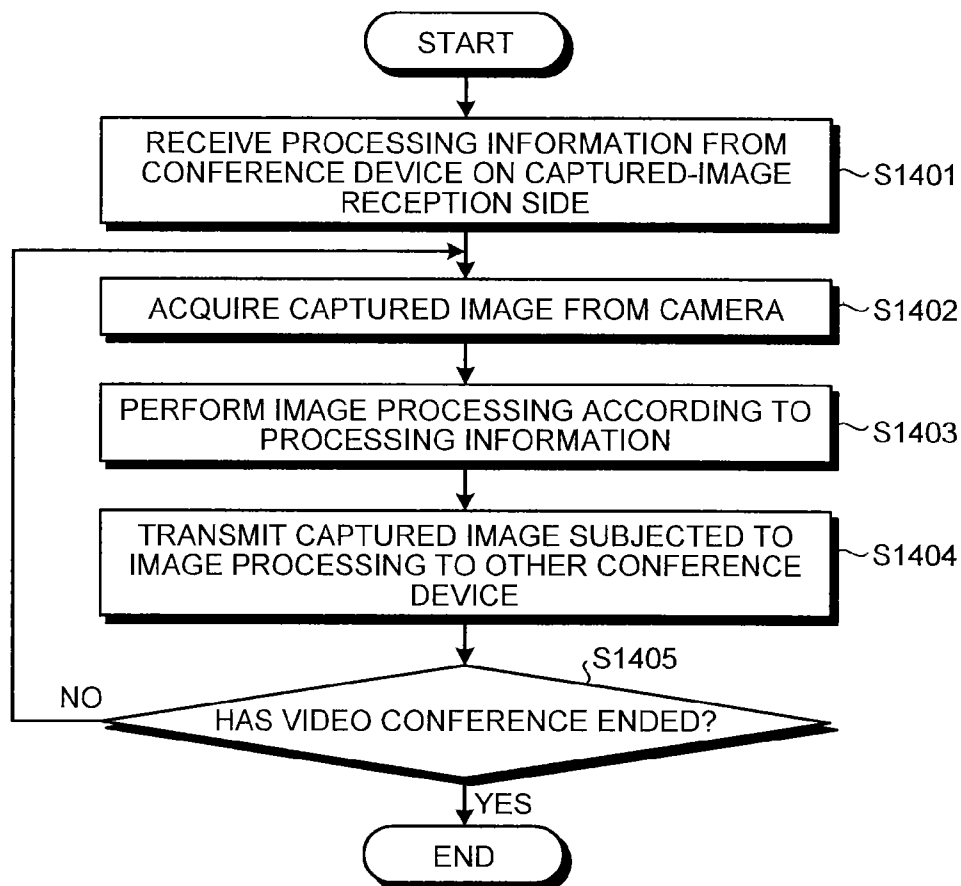 START
RECEIVE PROCESSING INFORMATION FROM
CONFERENCE DEVICE ON CAPTURED-IMAGE
RECEPTION SIDE
S1401
ACQUIRE CAPTURED IMAGE FROM CAMERA
S1402
PERFORM IMAGE PROCESSING ACCORDING TO
PROCESSING INFORMATION
S1403
TRANSMIT CAPTURED IMAGE SUBJECTED TO
IMAGE PROCESSING TO OTHER CONFERENCE
DEVICE
S1404
S1405
NO
HAS VIDEO CONFERENCE ENDED?
YES
END